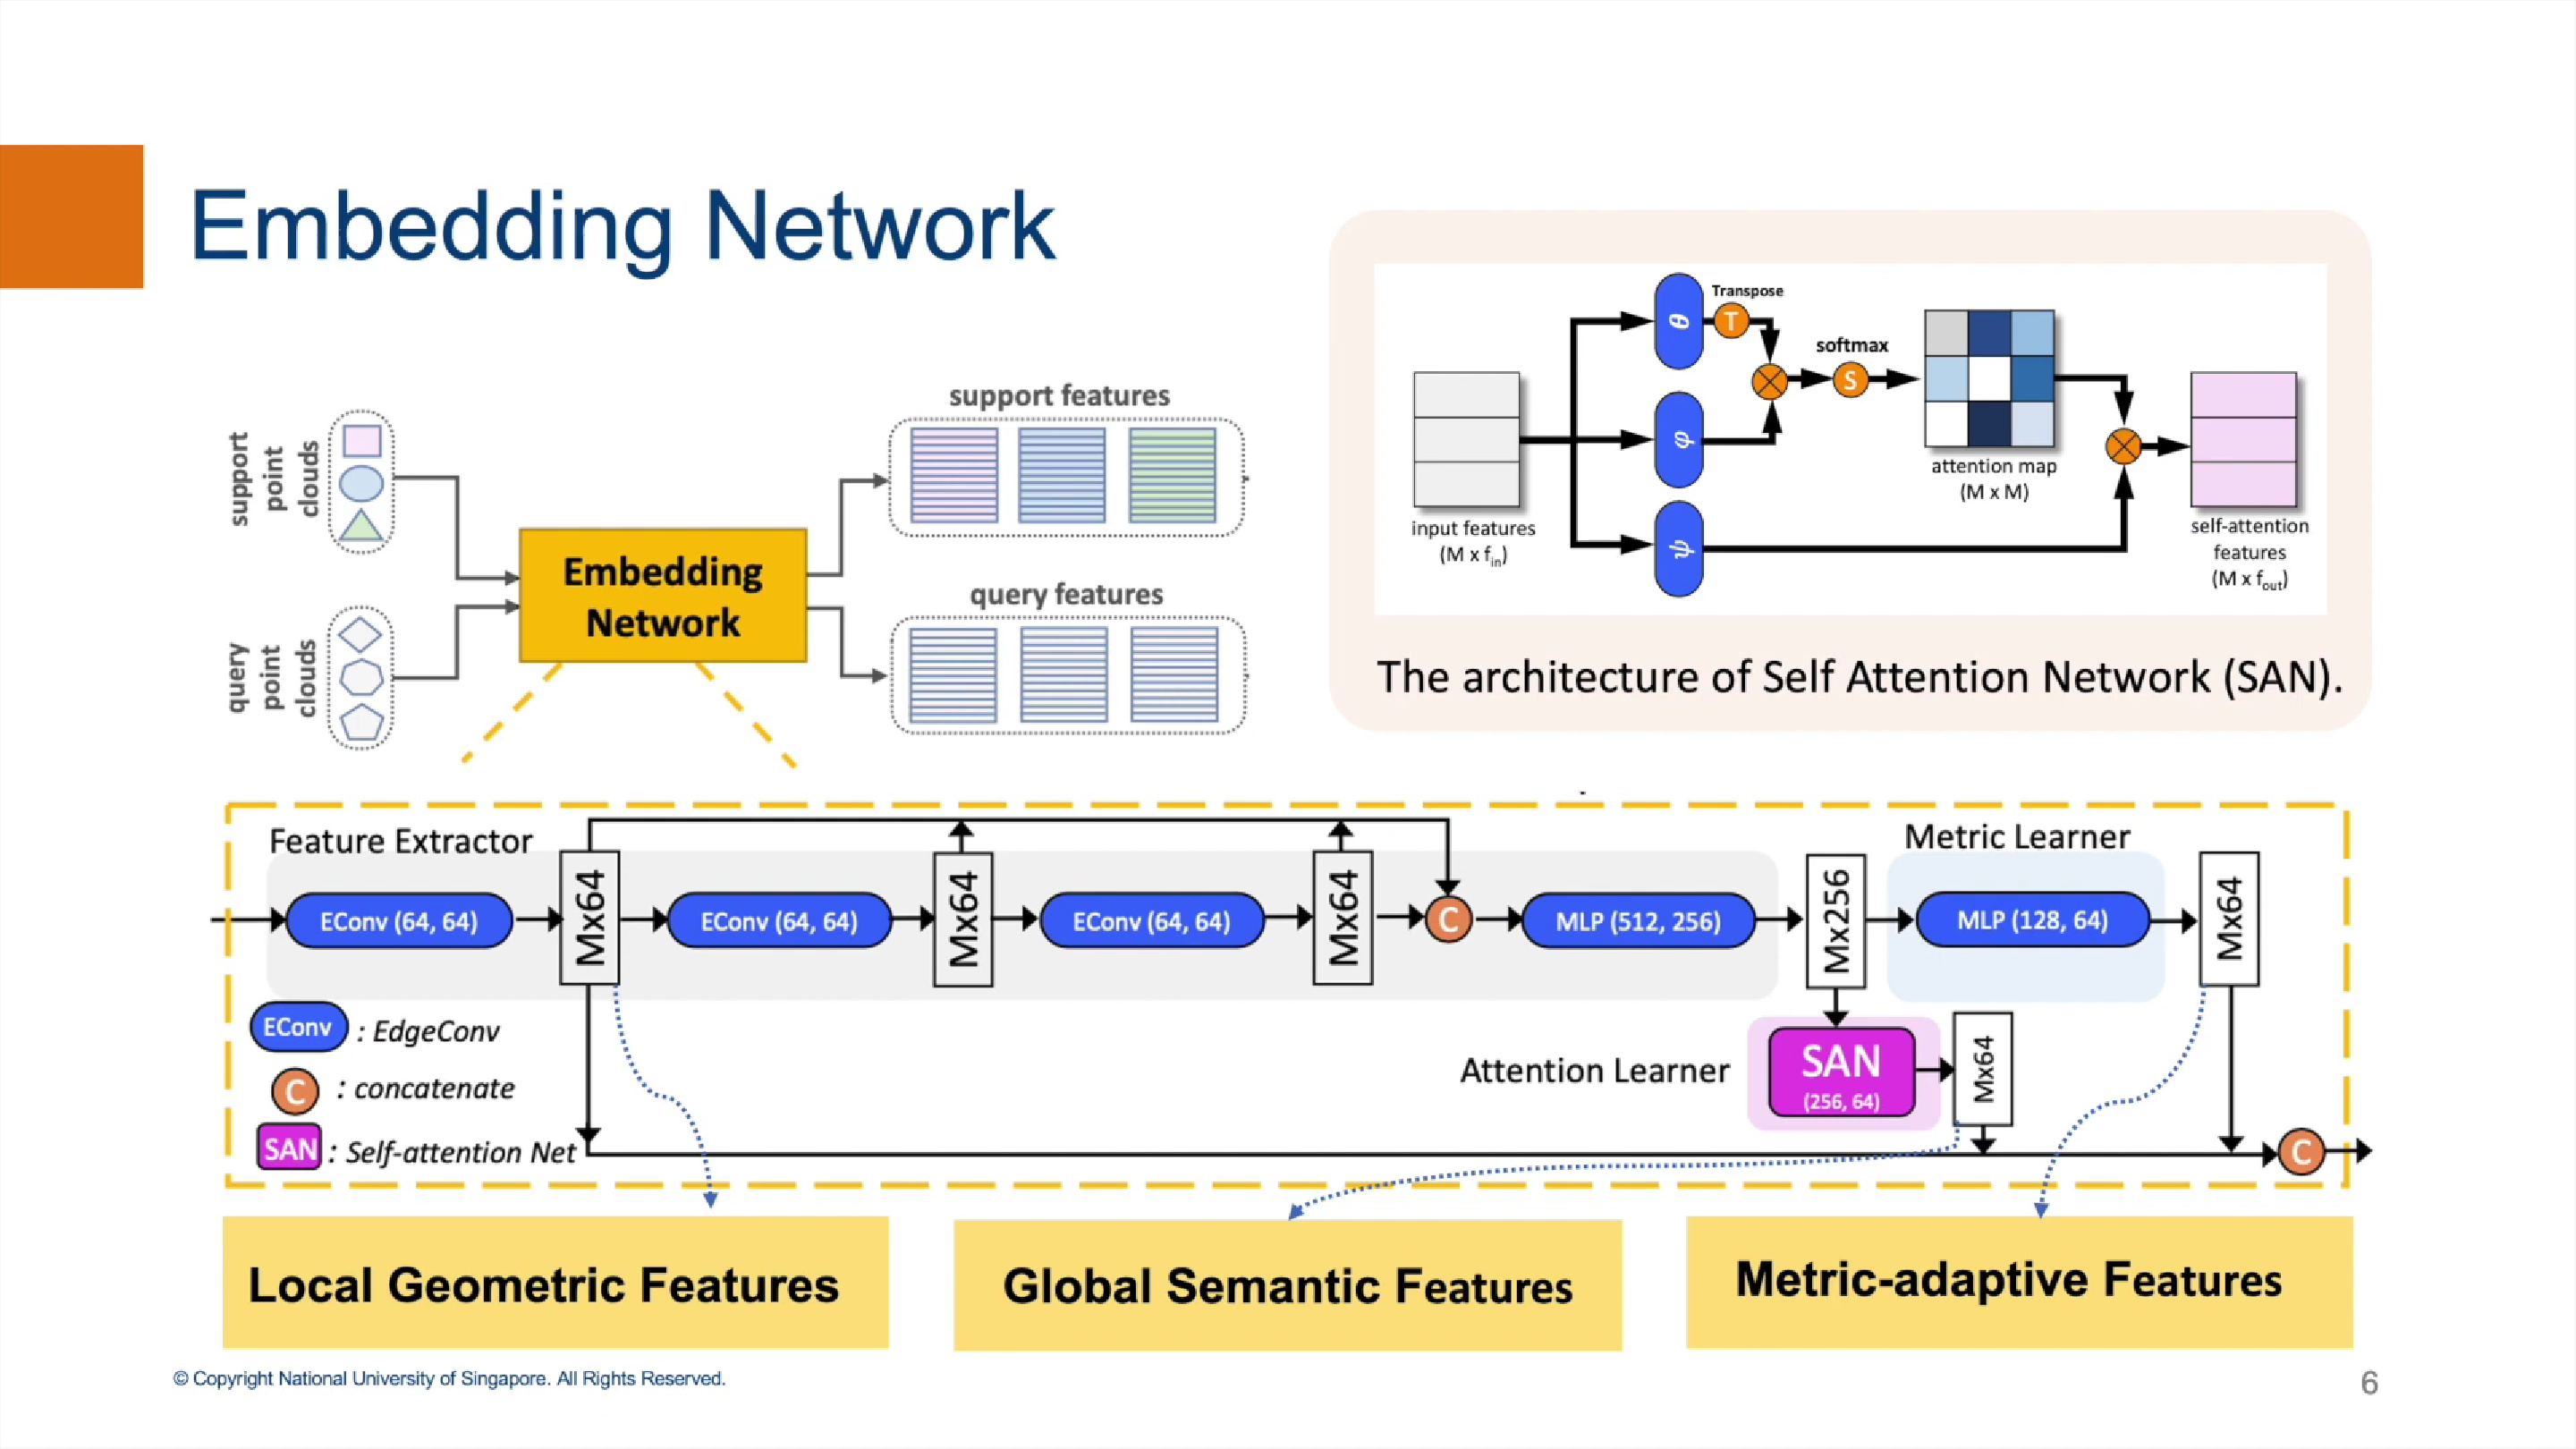 Embedding Network
support
point
clouds
query
point
clouds
Embedding
Network
support features
query features
θ
Transpose
T
φ
ψ
softmax
S
input features
(M x fin)
attention map
(M x M)
self-attention
features
(M x fout)
The architecture of Self Attention Network (SAN).
Feature Extractor
EConv (64, 64)
Mx64
EConv (64, 64)
Mx64
EConv (64, 64)
Mx64
C
MLP (512, 256)
Mx256
Metric Learner
MLP (128, 64)
Mx64
Attention Learner
SAN
(256, 64)
Mx64
C
EConv : EdgeConv
C : concatenate
SAN : Self-attention Net
Local Geometric Features
Global Semantic Features
Metric-adaptive Features
© Copyright National University of Singapore. All Rights Reserved.
6